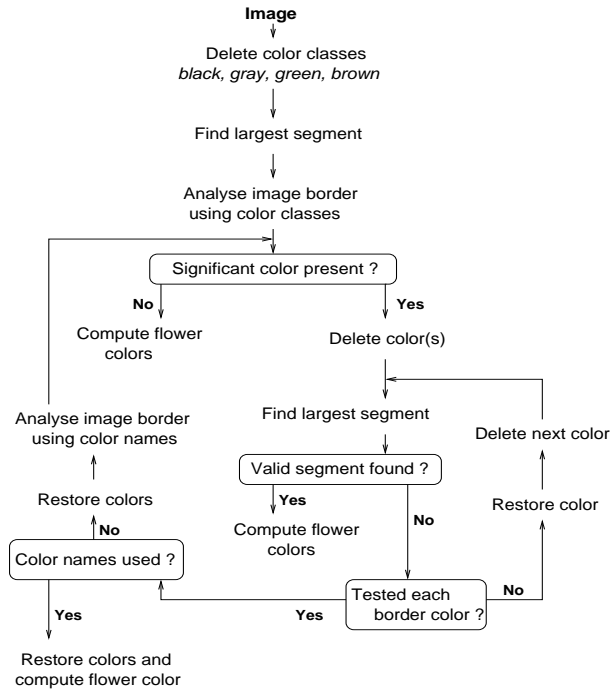 Image
Delete color classes
black, gray, green, brown
Find largest segment
Analyse image border
using color classes
Significant color present ?
No
Yes
Compute flower
colors
Delete color(s)
Find largest segment
Valid segment found ?
Yes
No
Compute flower
colors
Tested each
border color ?
No
Restore color
Delete next color
Yes
Color names used ?
No
Restore colors
Analyse image border
using color names
Yes
Restore colors and
compute flower color